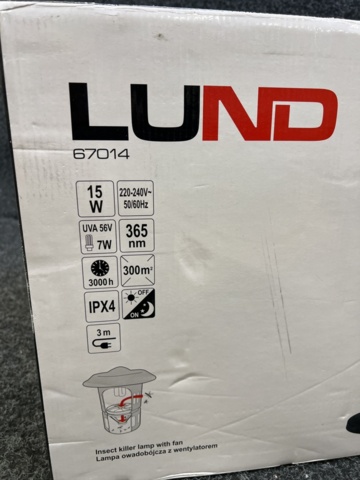 LUND
67014
15 W
220-240V~ 50/60Hz
UVA 56V 7W
365 nm
3000 h
300m²
IPX4
OFF
ON
3 m
Insect killer lamp with fan
Lampa owadobójcza z wentylatorem